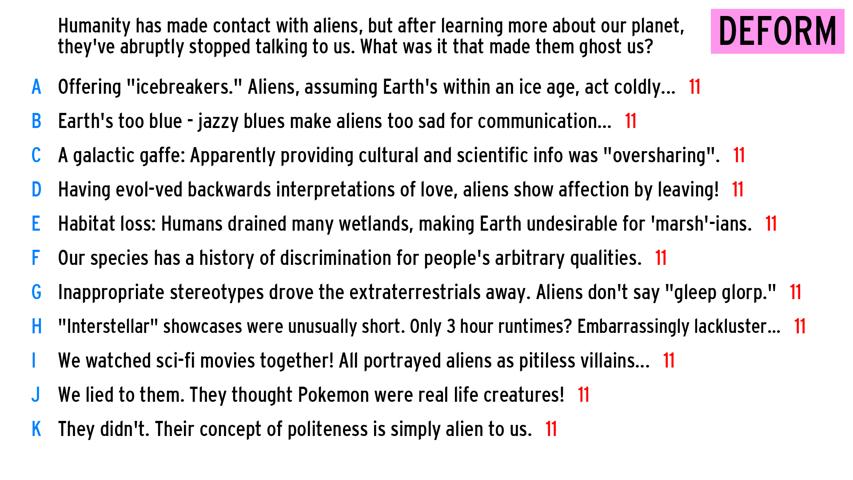 Humanity has made contact with aliens, but after learning more about our planet,
they've abruptly stopped talking to us. What was it that made them ghost us?
DEFORM
A Offering "icebreakers." Aliens, assuming Earth's within an ice age, act coldly... 11
B Earth's too blue - jazzy blues make aliens too sad for communication... 11
C A galactic gaffe: Apparently providing cultural and scientific info was "oversharing". 11
D Having evol-ved backwards interpretations of love, aliens show affection by leaving! 11
E Habitat loss: Humans drained many wetlands, making Earth undesirable for 'marsh'-ians. 11
F Our species has a history of discrimination for people's arbitrary qualities. 11
G Inappropriate stereotypes drove the extraterrestrials away. Aliens don't say "gleep glorp." 11
H "Interstellar" showcases were unusually short. Only 3 hour runtimes? Embarrassingly lackluster... 11
I We watched sci-fi movies together! All portrayed aliens as pitiless villains... 11
J We lied to them. They thought Pokemon were real life creatures! 11
K They didn't. Their concept of politeness is simply alien to us. 11